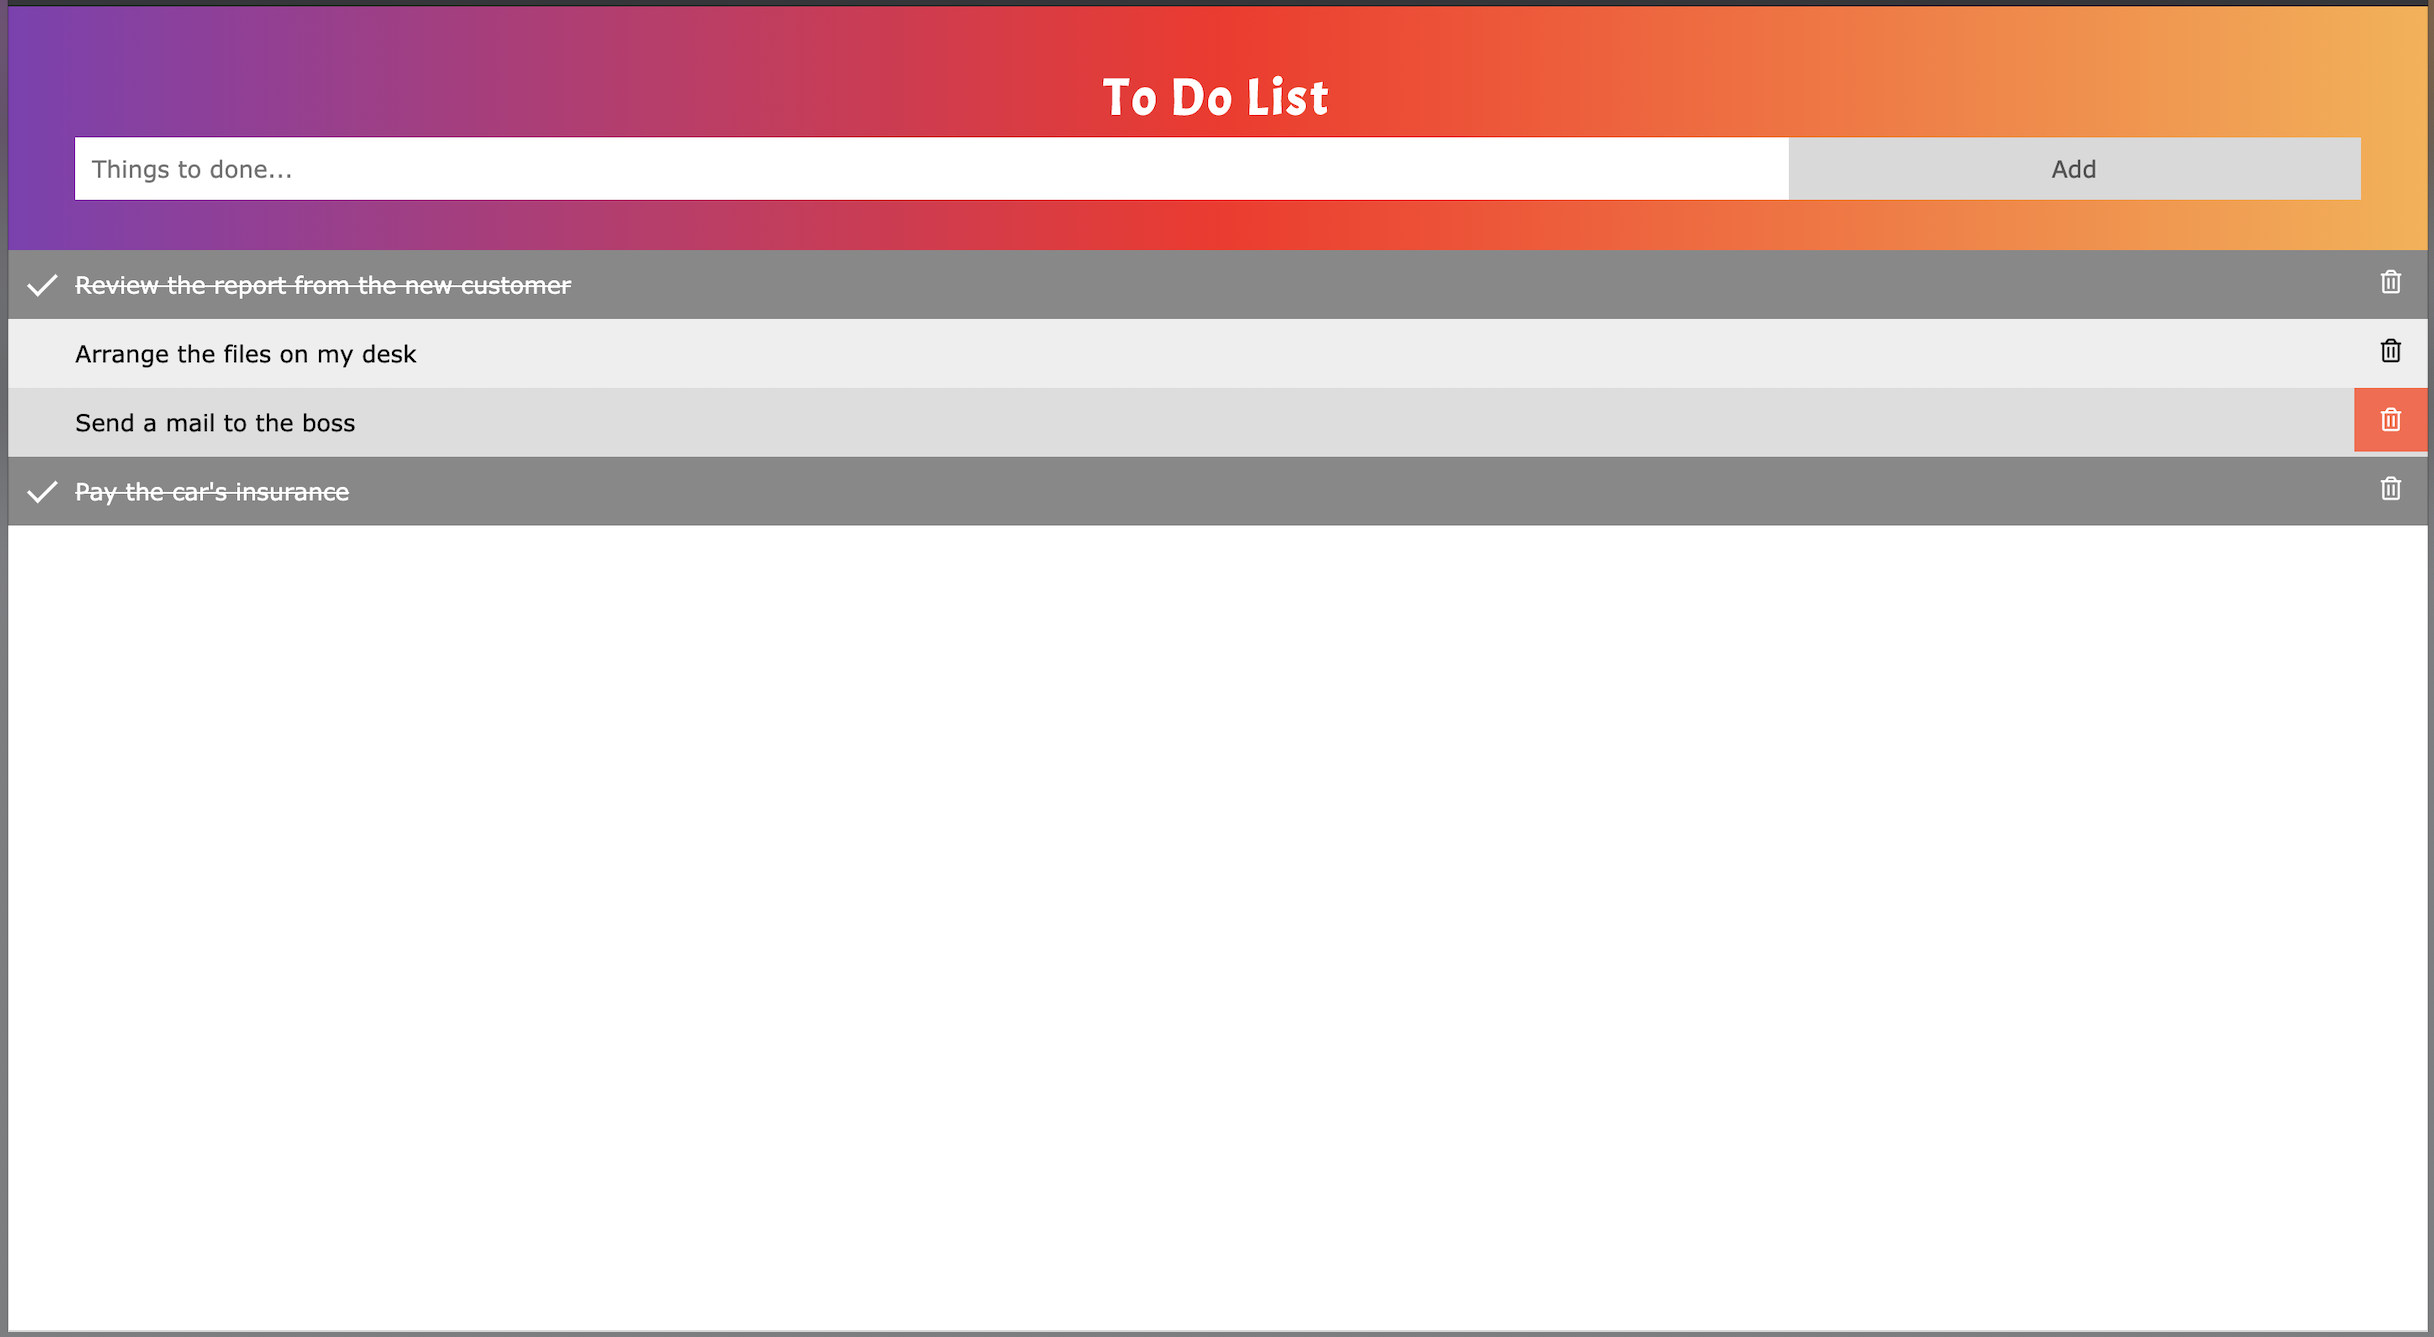 To Do List
Things to done...
Add
Review the report from the new customer
Arrange the files on my desk
Send a mail to the boss
Pay the car's insurance